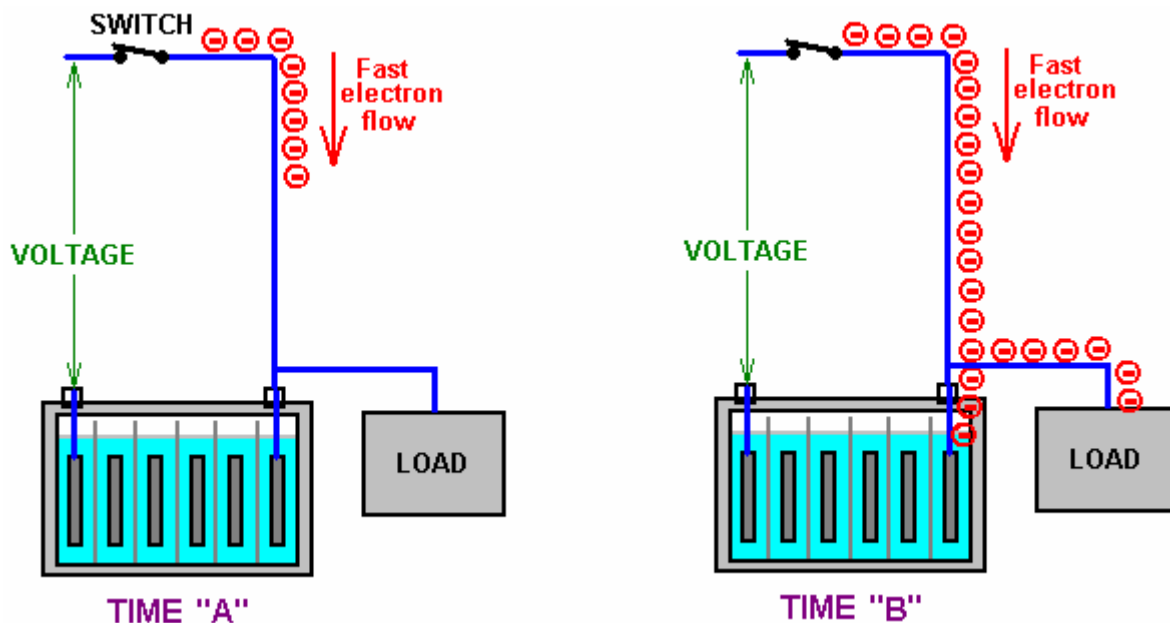 SWITCH
Fast
electron
flow
VOLTAGE
LOAD
TIME "A"
Fast
electron
flow
VOLTAGE
LOAD
TIME "B"